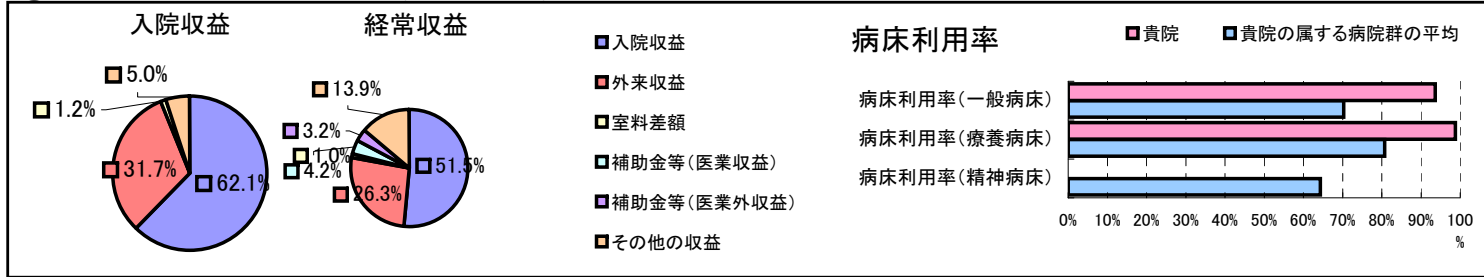 入院収益
5.0%
1.2%
31.7%
62.1%
経常収益
13.9%
3.2%
1.0%
4.2%
26.3%
51.5%
入院収益
外来収益
室料差額
補助金等(医業収益)
補助金等(医業外収益)
その他の収益
病床利用率
貴院
貴院の属する病院群の平均
病床利用率(一般病床)
病床利用率(療養病床)
病床利用率(精神病床)
0% 10% 20% 30% 40% 50% 60% 70% 80% 90% 100
%